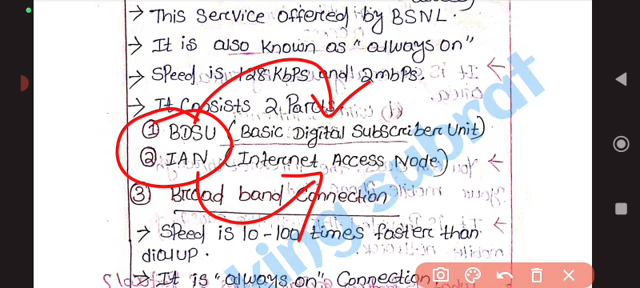 → This service offered by BSNL.
→ It is also known as "always on"
→ Speed is 128 kbps and 2mbps.
→ It consists 2 Parts
① BDSU (Basic Digital Subscriber Unit)
② IAN (Internet Access Node)
③ Broad band Connection
→ Speed is 10-100 times faster than
dialup.
→ It is "always on" Connection.
king subrat